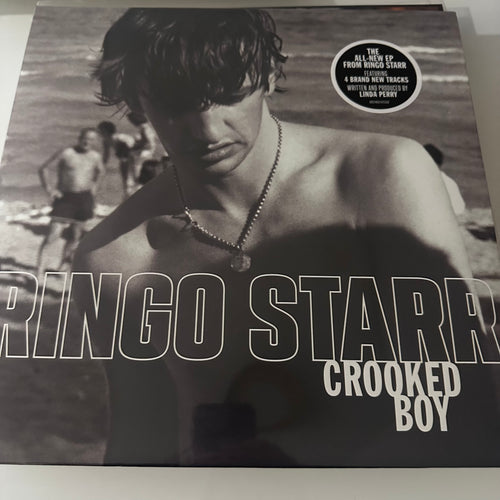 THE
ALL-NEW EP
FROM RINGO STARR
FEATURING
4 BRAND NEW TRACKS
WRITTEN AND PRODUCED BY
LINDA PERRY
RINGO STARR
CROOKED
BOY